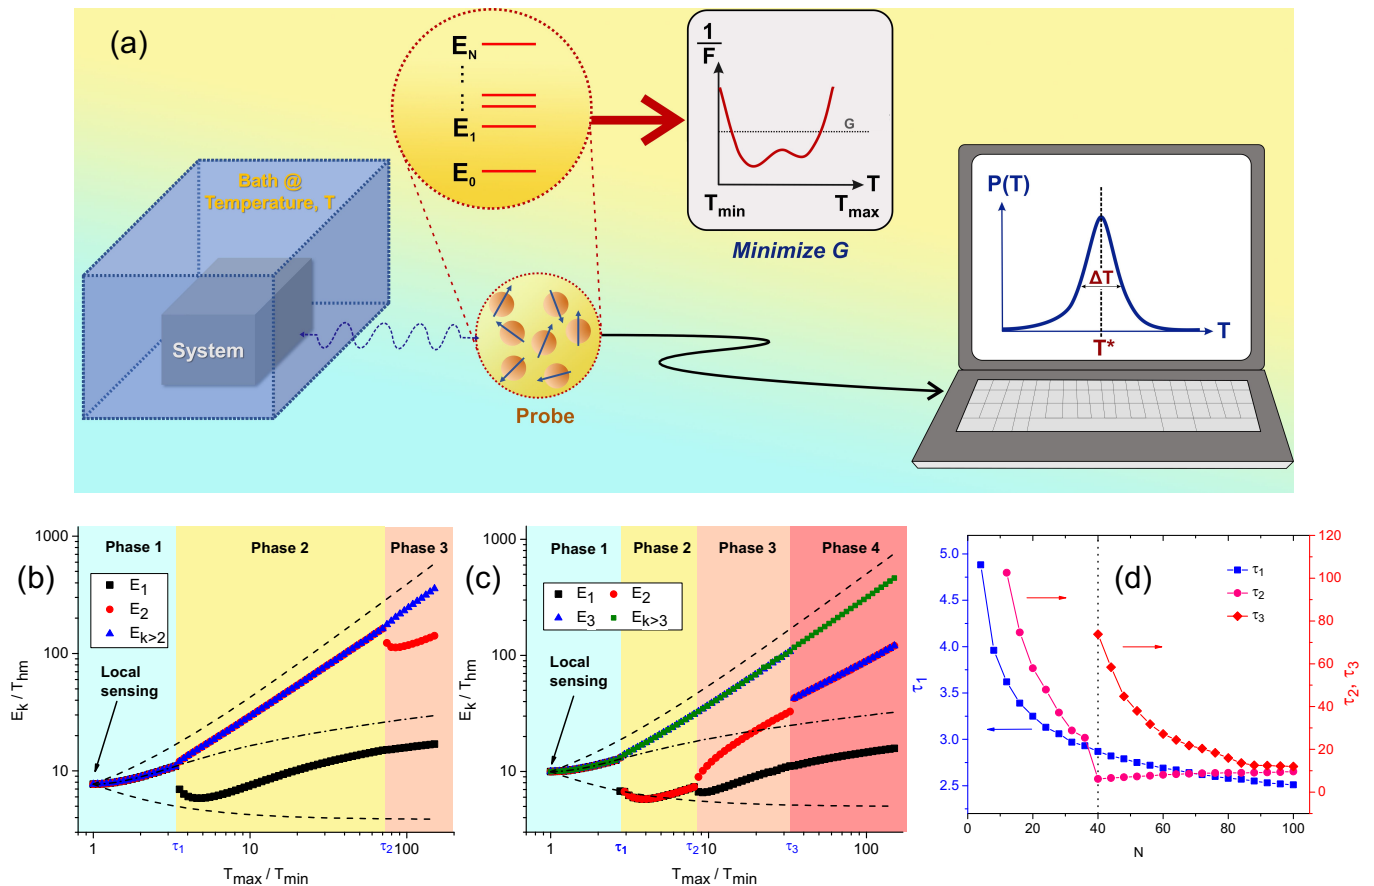 (a)
E_N
E_1
E_0
1
F
G
T
T_min
T_max
Minimize G
Bath @
Temperature, T
System
Probe
P(T)
ΔT
T
T*
(b)
Phase 1
Phase 2
Phase 3
E_1
E_2
E_k>2
Local
sensing
E_k / T_hm
1000
100
10
1
τ_1
10
τ_2
100
T_max / T_min
(c)
Phase 1
Phase 2
Phase 3
Phase 4
E_1
E_2
E_3
E_k>3
Local
sensing
E_k / T_hm
1000
100
10
1
τ_1
τ_2
10
τ_3
100
T_max / T_min
(d)
τ_1
τ_2
τ_3
τ_1
5.0
4.5
4.0
3.5
3.0
2.5
120
100
80
60
40
20
0
τ_2, τ_3
0
20
40
60
80
100
N